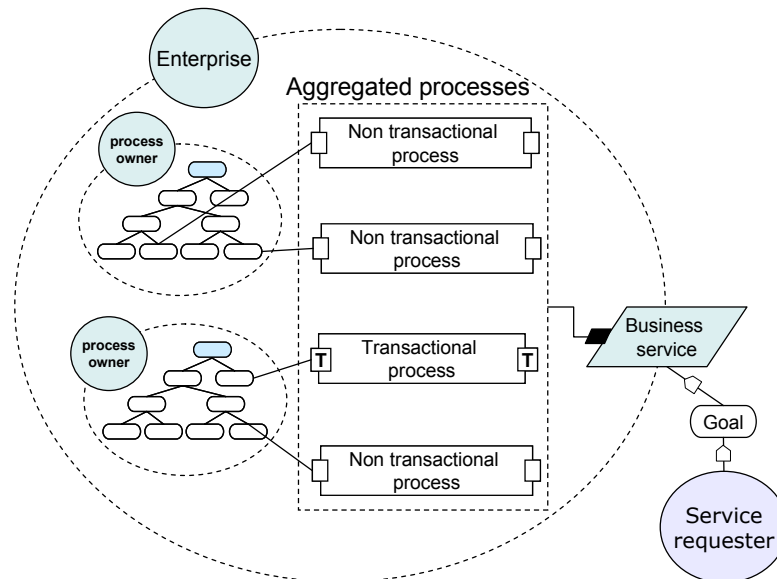 Enterprise
Aggregated processes
process
owner
Non transactional
process
Non transactional
process
process
owner
T
Transactional
process
T
Business
service
Non transactional
process
Goal
Service
requester